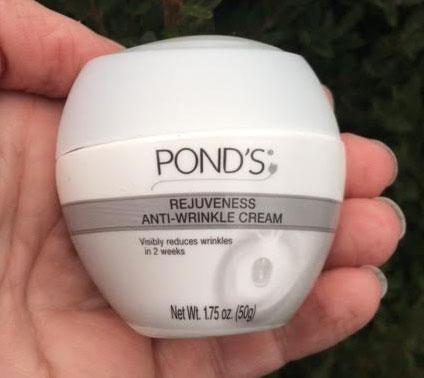 POND'S
REJUVENESS
ANTI-WRINKLE CREAM
Visibly reduces wrinkles
in 2 weeks
Net Wt. 1.75 oz. (50g)